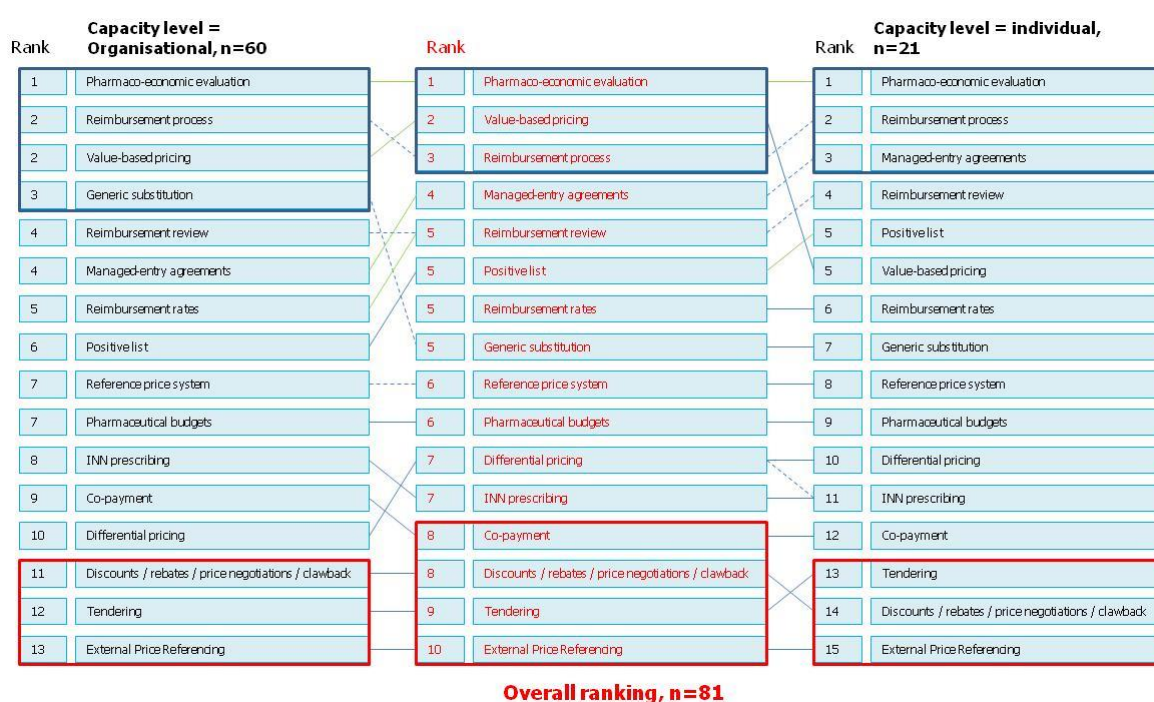 Capacity level =
Rank Organisational, n=60
Rank
Capacity level = individual,
Rank n=21
1 Pharmaco-economic evaluation 1 Pharmaco-economic evaluation 1 Pharmaco-economic evaluation
2 Reimbursement process 2 Value-based pricing 2 Reimbursement process
2 Value-based pricing 3 Reimbursement process 3 Managed-entry agreements
3 Generic substitution 4 Managed-entry agreements 4 Reimbursement review
4 Reimbursement review 5 Reimbursement review 5 Positive list
4 Managed-entry agreements 5 Positive list 5 Value-based pricing
5 Reimbursement rates 5 Reimbursement rates 6 Reimbursement rates
6 Positive list 5 Generic substitution 7 Generic substitution
7 Reference price system 6 Reference price system 8 Reference price system
7 Pharmaceutical budgets 6 Pharmaceutical budgets 9 Pharmaceutical budgets
8 INN prescribing 7 Differential pricing 10 Differential pricing
9 Co-payment 7 INN prescribing 11 INN prescribing
10 Differential pricing 8 Co-payment 12 Co-payment
11 Discounts / rebates / price negotiations / clawback 8 Discounts / rebates / price negotiations / clawback 13 Tendering
12 Tendering 9 Tendering 14 Discounts / rebates / price negotiations / clawback
13 External Price Referencing 10 External Price Referencing 15 External Price Referencing
Overall ranking, n=81